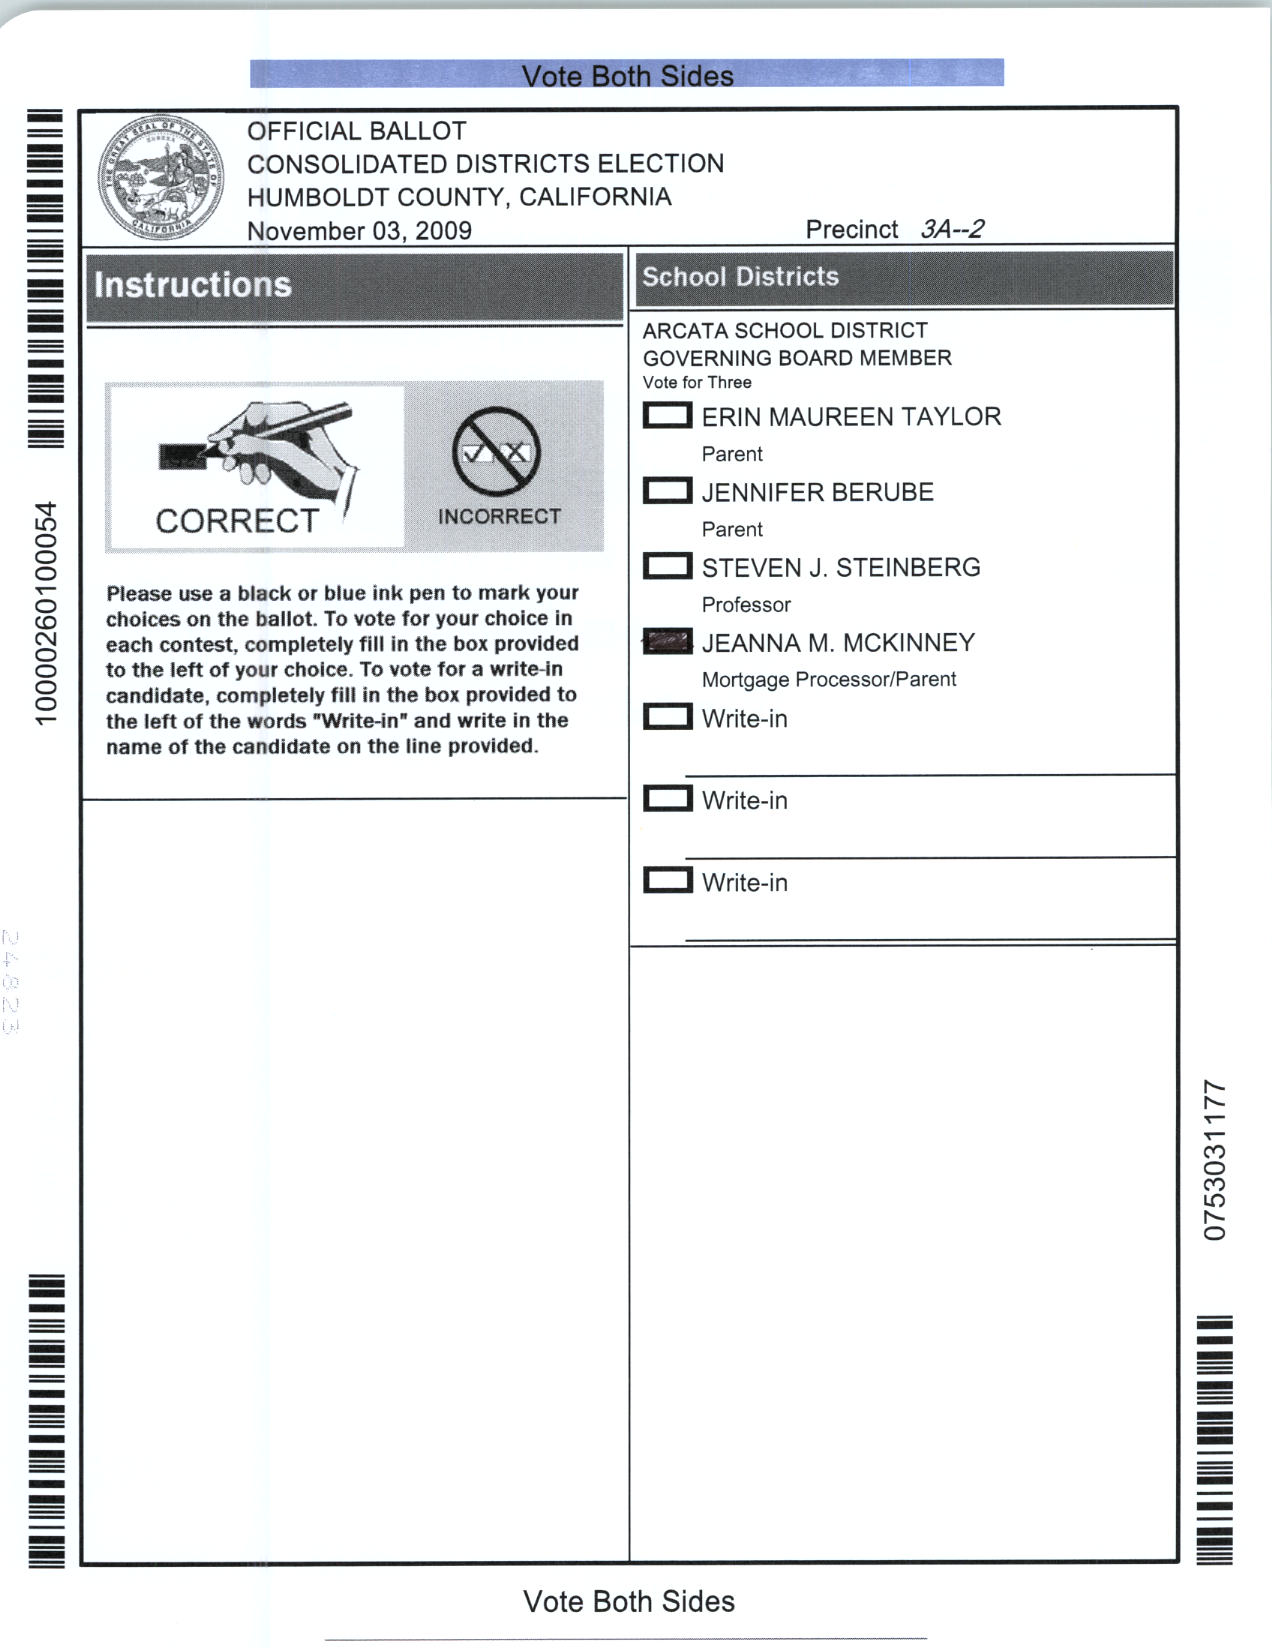 Vote Both Sides
OFFICIAL BALLOT
CONSOLIDATED DISTRICTS ELECTION
HUMBOLDT COUNTY, CALIFORNIA
November 03, 2009
Precinct 3A--2
THE GREAT SEAL OF THE STATE OF CALIFORNIA
EUREKA
Instructions
CORRECT
INCORRECT
Please use a black or blue ink pen to mark your
choices on the ballot. To vote for your choice in
each contest, completely fill in the box provided
to the left of your choice. To vote for a write-in
candidate, completely fill in the box provided to
the left of the words "Write-in" and write in the
name of the candidate on the line provided.
School Districts
ARCATA SCHOOL DISTRICT
GOVERNING BOARD MEMBER
Vote for Three
ERIN MAUREEN TAYLOR
Parent
JENNIFER BERUBE
Parent
STEVEN J. STEINBERG
Professor
JEANNA M. MCKINNEY
Mortgage Processor/Parent
Write-in
Write-in
Write-in
10000260100054
24823
0753031177
Vote Both Sides